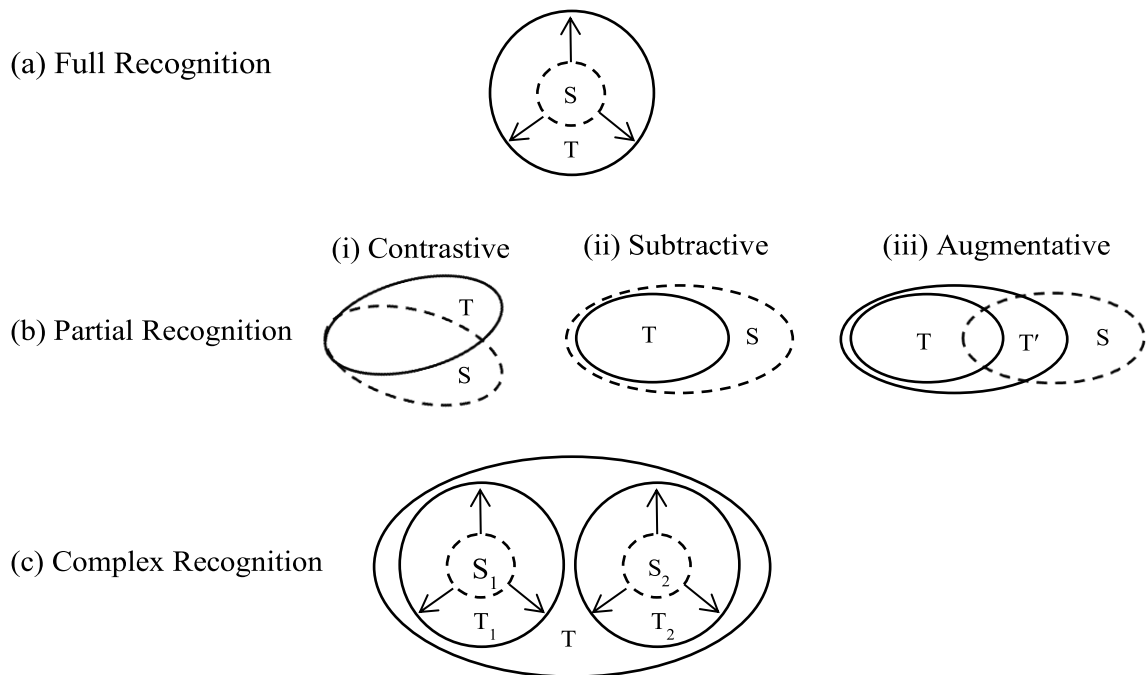 (a) Full Recognition
S
T
(i) Contrastive
(ii) Subtractive
(iii) Augmentative
(b) Partial Recognition
T
S
T
S
T
T′
S
(c) Complex Recognition
S₁
T₁
S₂
T₂
T